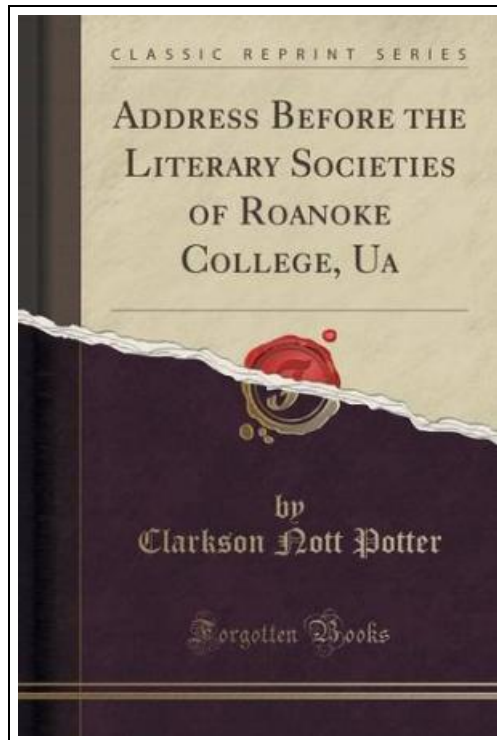 CLASSIC REPRINT SERIES
ADDRESS BEFORE THE
LITERARY SOCIETIES
OF ROANOKE
COLLEGE, UA
by
Clarkson Nott Potter
Forgotten Books